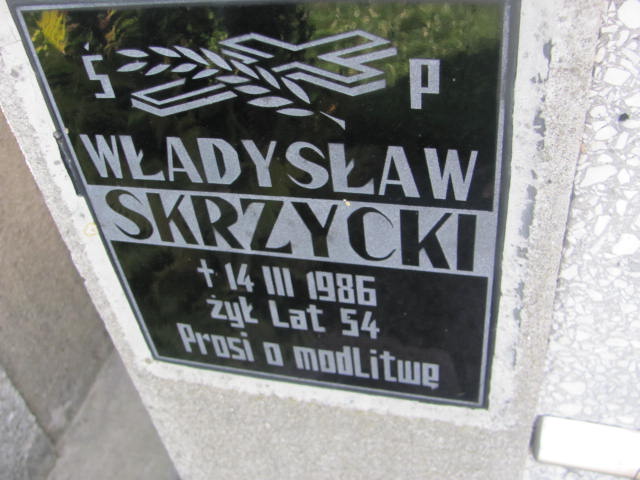 Ś P
WŁADYSŁAW
SKRZYCKI
† 14 III 1986
żył Lat 54
Prosi o modLitwę